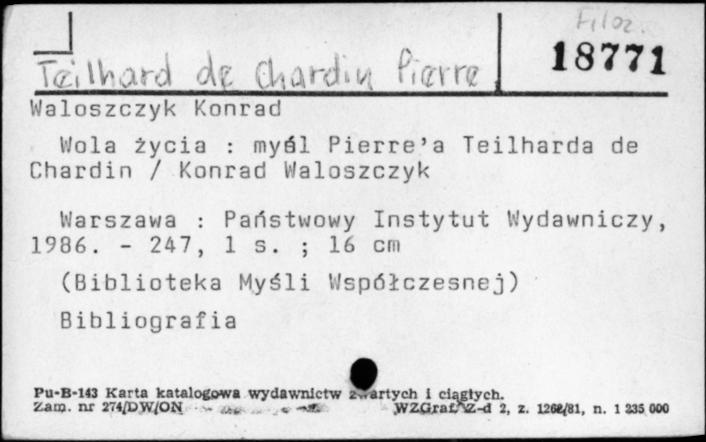 Filoz.
18771
Teilhard de Chardin Pierre
Waloszczyk Konrad
Wola życia : myśl Pierre'a Teilharda de
Chardin / Konrad Waloszczyk
Warszawa : Państwowy Instytut Wydawniczy,
1986. - 247, 1 s. ; 16 cm
(Biblioteka Myśli Współczesnej)
Bibliografia
Pu-B-143 Karta katalogowa wydawnictw zwartych i ciągłych.
Zam. nr 274/DW/ON WZGraf. Z-d 2, z. 1262/81, n. 1 235 000